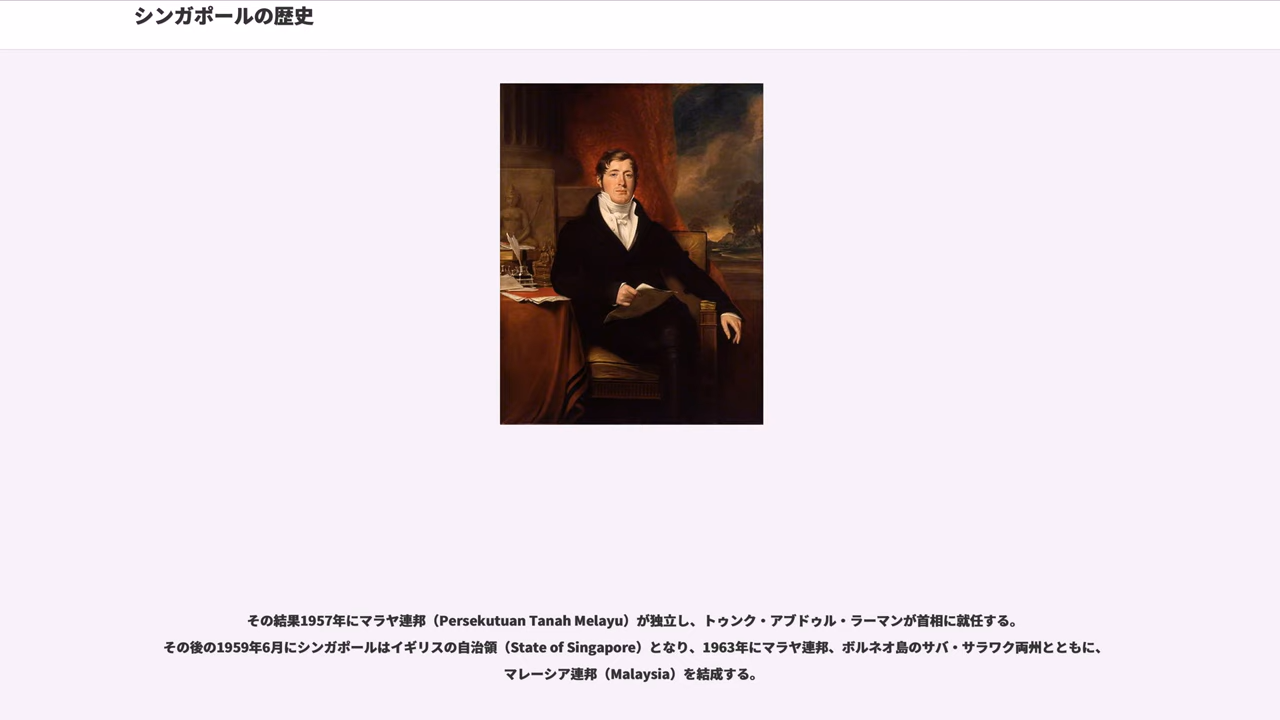 シンガポールの歴史
その結果1957年にマラヤ連邦（Persekutuan Tanah Melayu）が独立し、トゥンク・アブドゥル・ラーマンが首相に就任する。
その後の1959年6月にシンガポールはイギリスの自治領（State of Singapore）となり、1963年にマラヤ連邦、ボルネオ島のサバ・サラワク両州とともに、
マレーシア連邦（Malaysia）を結成する。